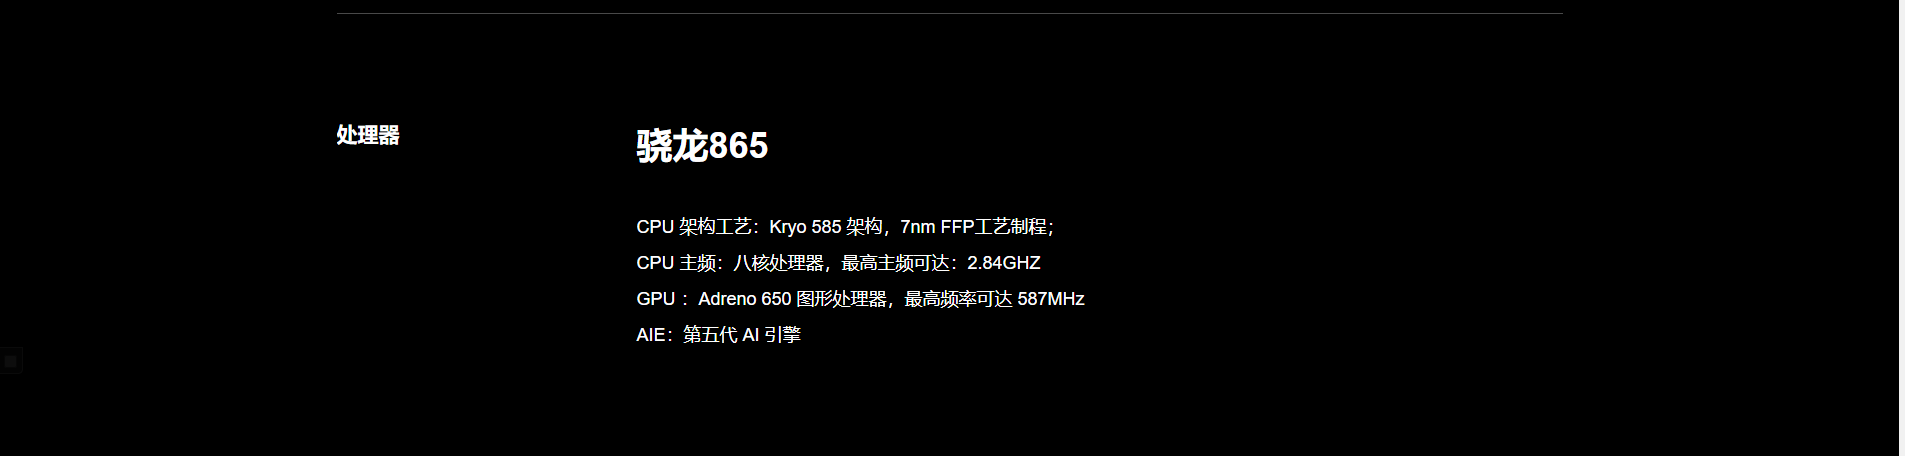 处理器
骁龙865
CPU 架构工艺：Kryo 585 架构，7nm FFP工艺制程；
CPU 主频：八核处理器，最高主频可达：2.84GHZ
GPU ：Adreno 650 图形处理器，最高频率可达 587MHz
AIE：第五代 AI 引擎